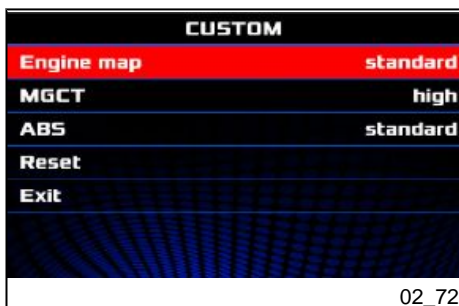 CUSTOM
Engine map standard
MGCT high
ABS standard
Reset
Exit
02_72